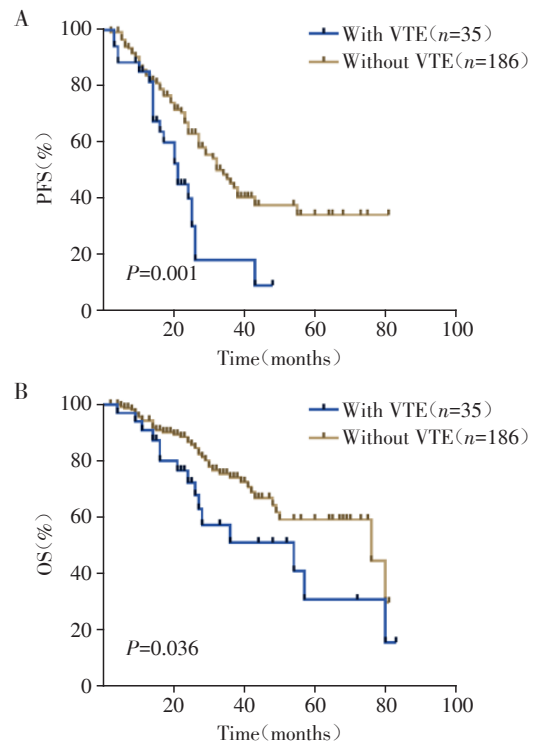 A
100
80
60
40
20
0
PFS(%)
With VTE(n=35)
Without VTE(n=186)
P=0.001
20 40 60 80 100
Time(months)
B
100
80
60
40
20
0
OS(%)
With VTE(n=35)
Without VTE(n=186)
P=0.036
20 40 60 80 100
Time(months)